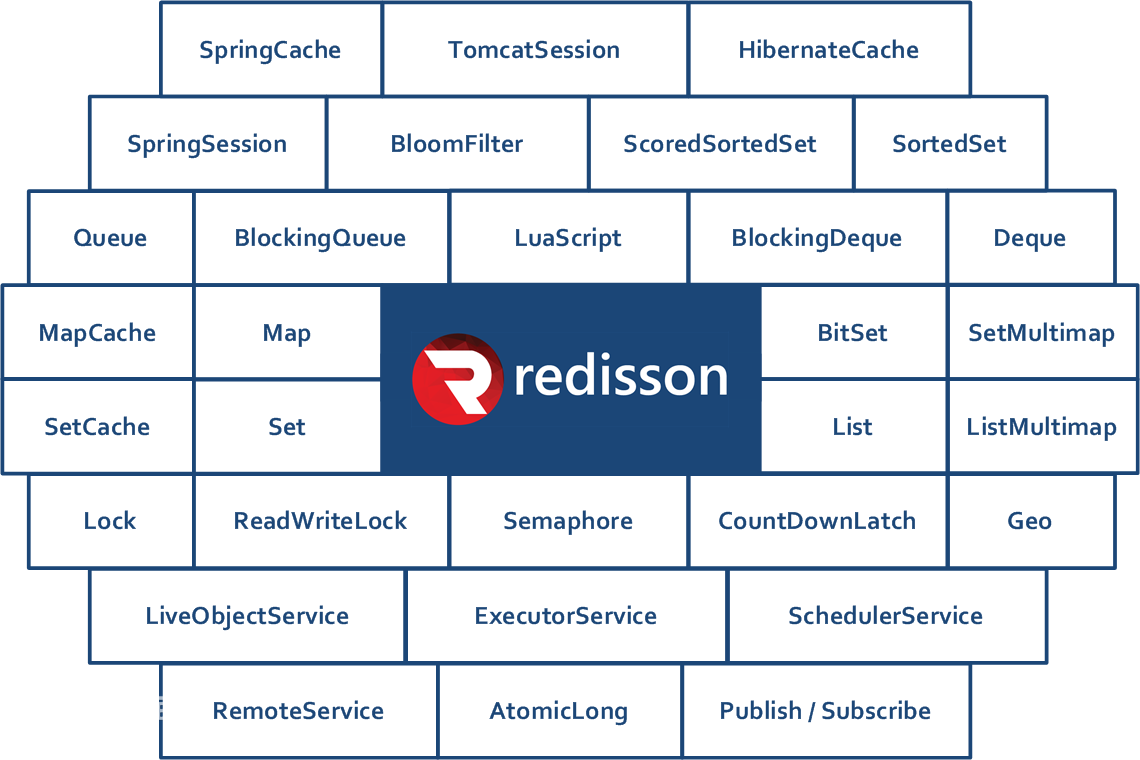 SpringCache TomcatSession HibernateCache
SpringSession BloomFilter ScoredSortedSet SortedSet
Queue BlockingQueue LuaScript BlockingDeque Deque
MapCache Map BitSet SetMultimap
redisson
SetCache Set List ListMultimap
Lock ReadWriteLock Semaphore CountDownLatch Geo
LiveObjectService ExecutorService SchedulerService
RemoteService AtomicLong Publish / Subscribe